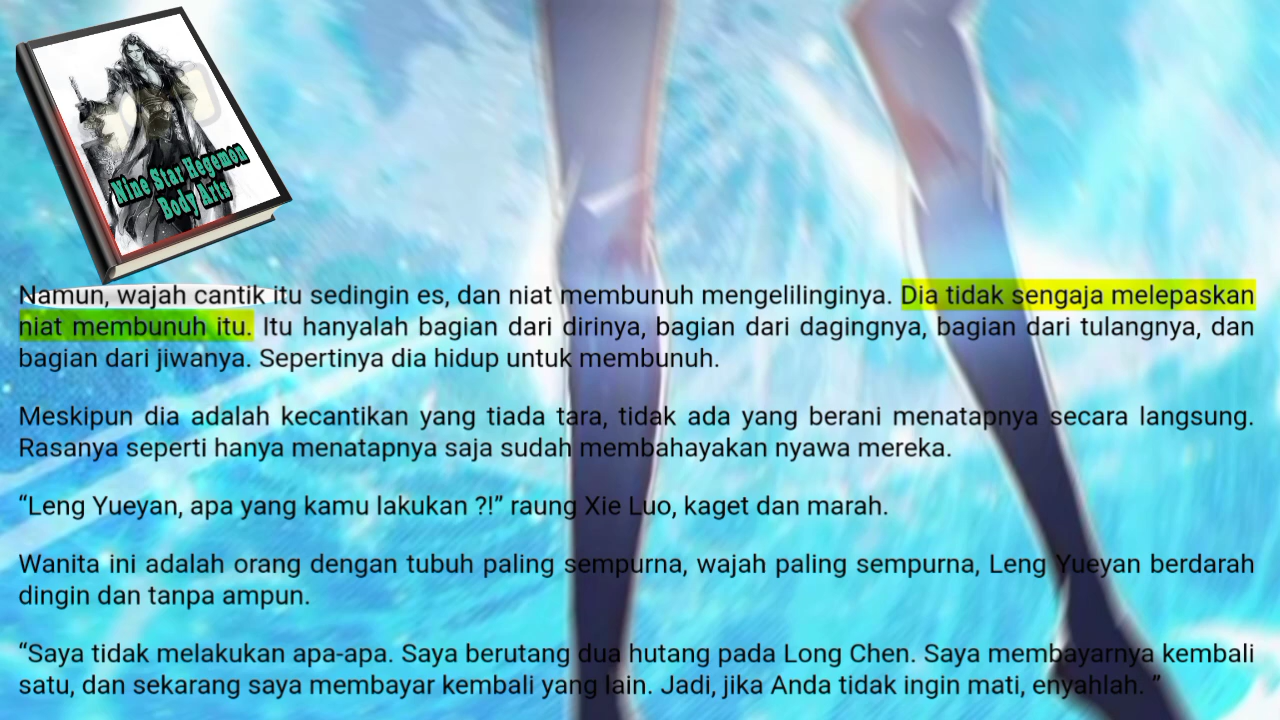 Nine Star Hegemon
Body Arts
Namun, wajah cantik itu sedingin es, dan niat membunuh mengelilinginya. Dia tidak sengaja melepaskan
niat membunuh itu. Itu hanyalah bagian dari dirinya, bagian dari dagingnya, bagian dari tulangnya, dan
bagian dari jiwanya. Sepertinya dia hidup untuk membunuh.
Meskipun dia adalah kecantikan yang tiada tara, tidak ada yang berani menatapnya secara langsung.
Rasanya seperti hanya menatapnya saja sudah membahayakan nyawa mereka.
“Leng Yueyan, apa yang kamu lakukan ?!” raung Xie Luo, kaget dan marah.
Wanita ini adalah orang dengan tubuh paling sempurna, wajah paling sempurna, Leng Yueyan berdarah
dingin dan tanpa ampun.
“Saya tidak melakukan apa-apa. Saya berutang dua hutang pada Long Chen. Saya membayarnya kembali
satu, dan sekarang saya membayar kembali yang lain. Jadi, jika Anda tidak ingin mati, enyahlah. ”